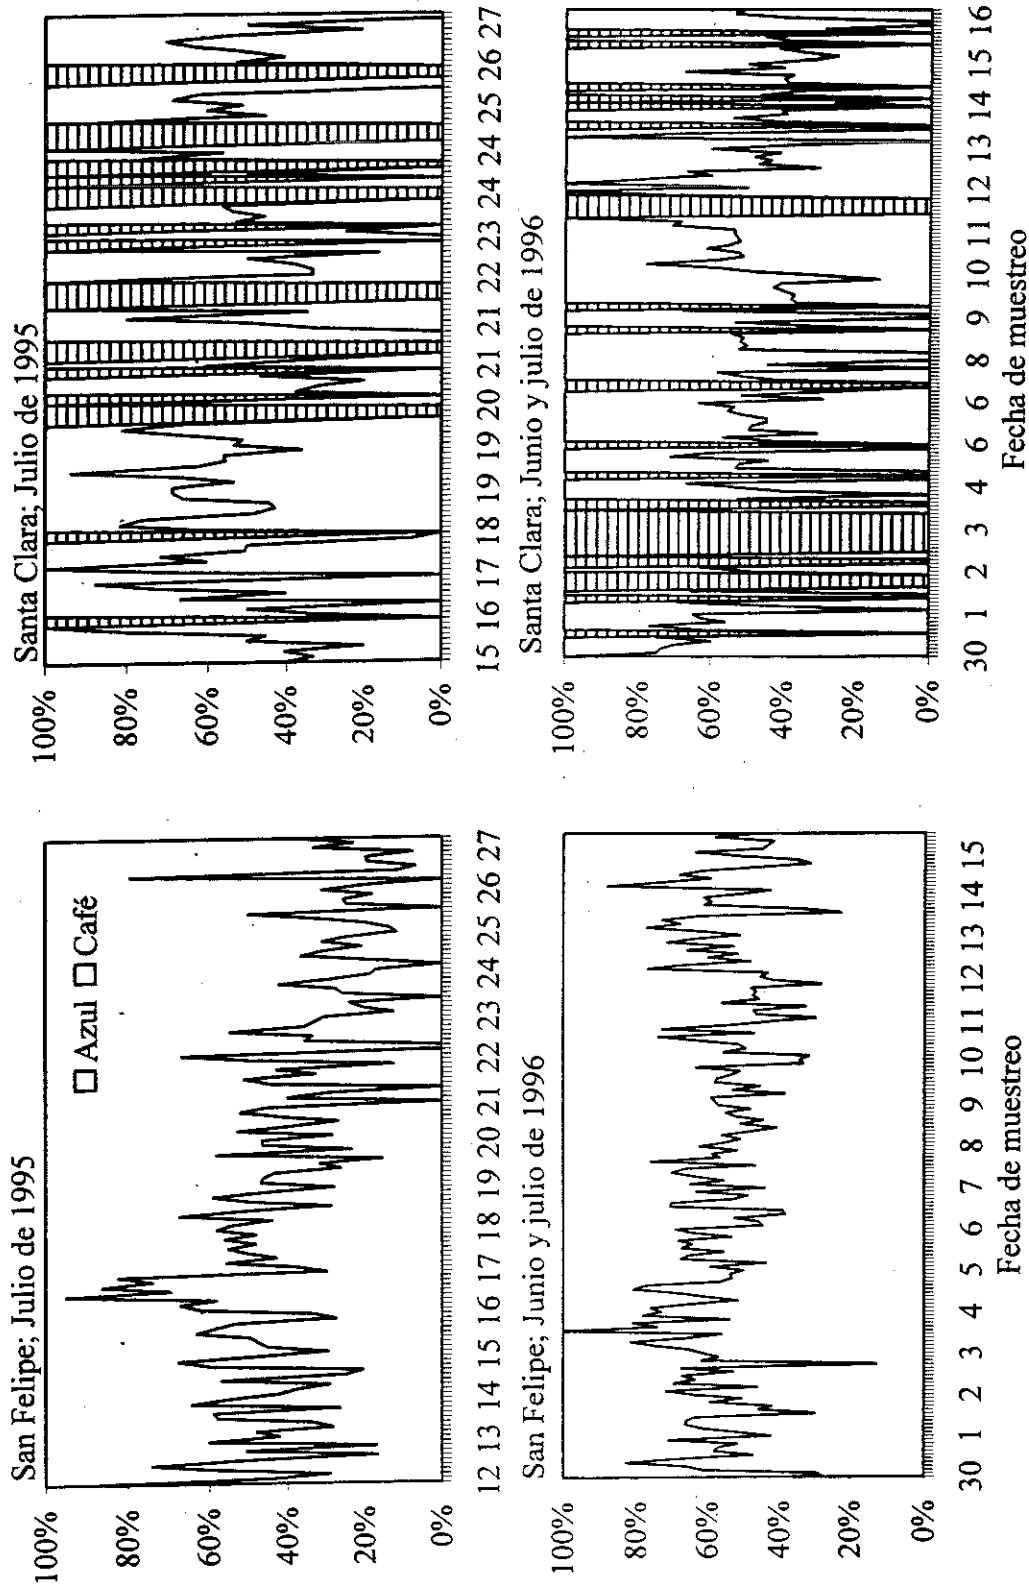 San Felipe; Julio de 1995
Azul Café
100%
80%
60%
40%
20%
0%
12 13 14 15 16 17 18 19 20 21 22 23 24 25 26 27
Santa Clara; Julio de 1995
100%
80%
60%
40%
20%
0%
15 16 17 18 19 19 20 21 21 22 23 24 24 25 26 27
San Felipe; Junio y julio de 1996
100%
80%
60%
40%
20%
0%
30 1 2 3 4 5 6 7 8 9 10 11 12 13 14 15
Fecha de muestreo
Santa Clara; Junio y julio de 1996
100%
80%
60%
40%
20%
0%
30 1 2 3 4 6 6 8 9 10 11 12 13 14 15 16
Fecha de muestreo